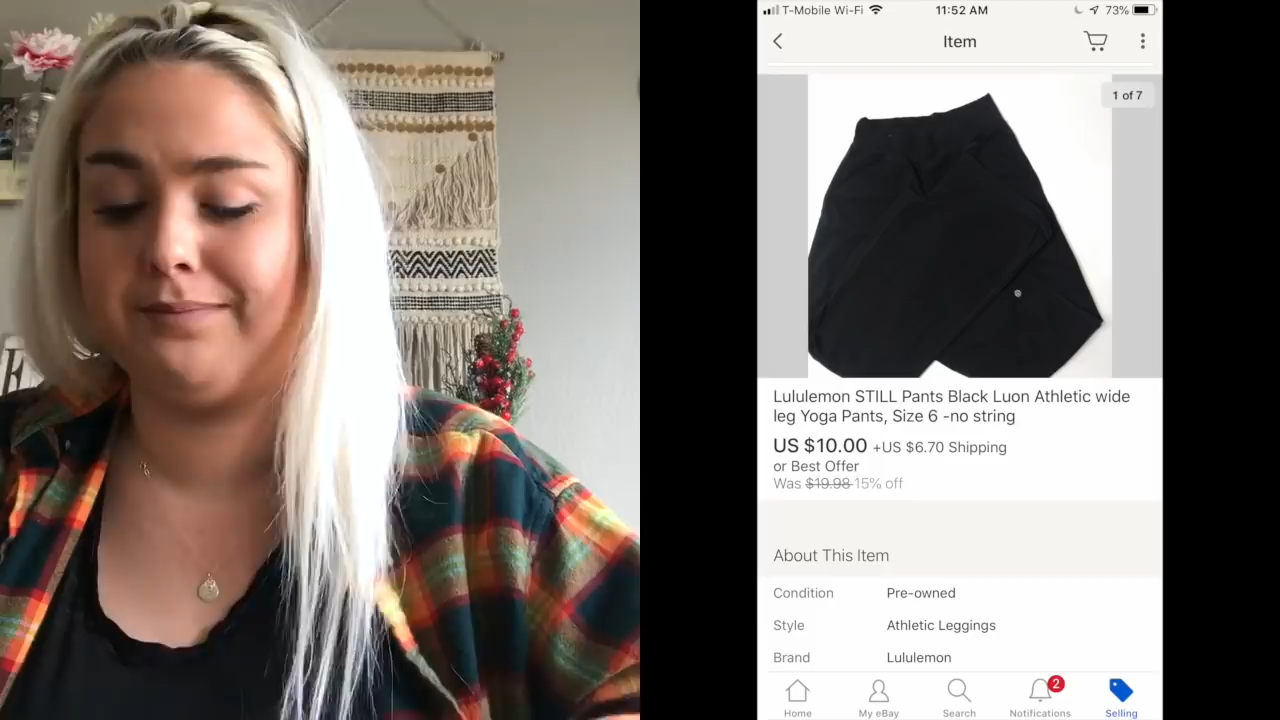 T-Mobile Wi-Fi
11:52 AM
73%
Item
1 of 7
Lululemon STILL Pants Black Luon Athletic wide
leg Yoga Pants, Size 6 -no string
US $10.00 +US $6.70 Shipping
or Best Offer
Was $19.98 15% off
About This Item
Condition Pre-owned
Style Athletic Leggings
Brand Lululemon
2
Home
My eBay
Search
Notifications
Selling